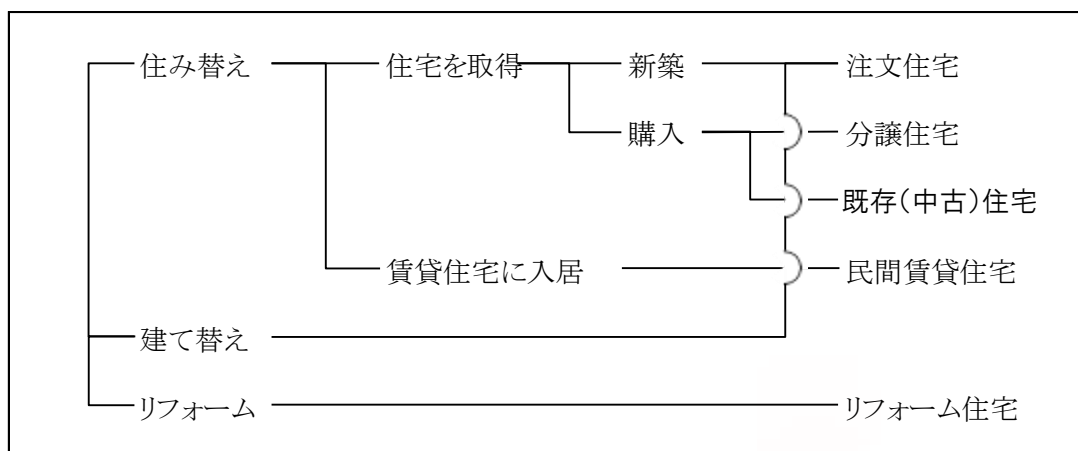 住み替え 住宅を取得 新築 注文住宅
購入 分譲住宅
既存(中古)住宅
賃貸住宅に入居 民間賃貸住宅
建て替え
リフォーム リフォーム住宅